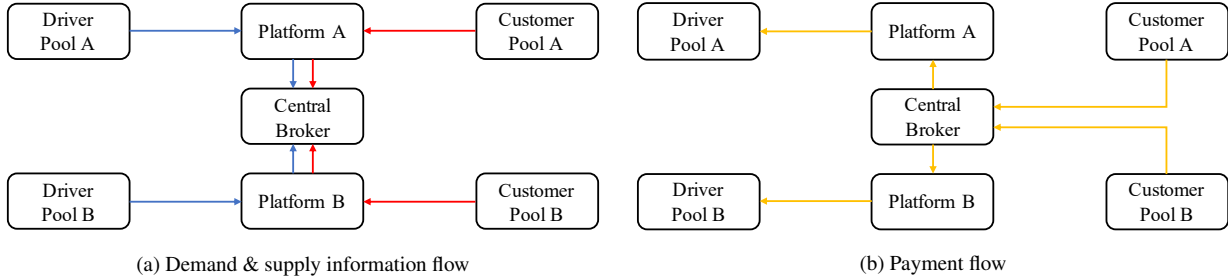 Driver
Pool A
Platform A
Customer
Pool A
Central
Broker
Driver
Pool B
Platform B
Customer
Pool B
(a) Demand & supply information flow
Driver
Pool A
Platform A
Customer
Pool A
Central
Broker
Driver
Pool B
Platform B
Customer
Pool B
(b) Payment flow